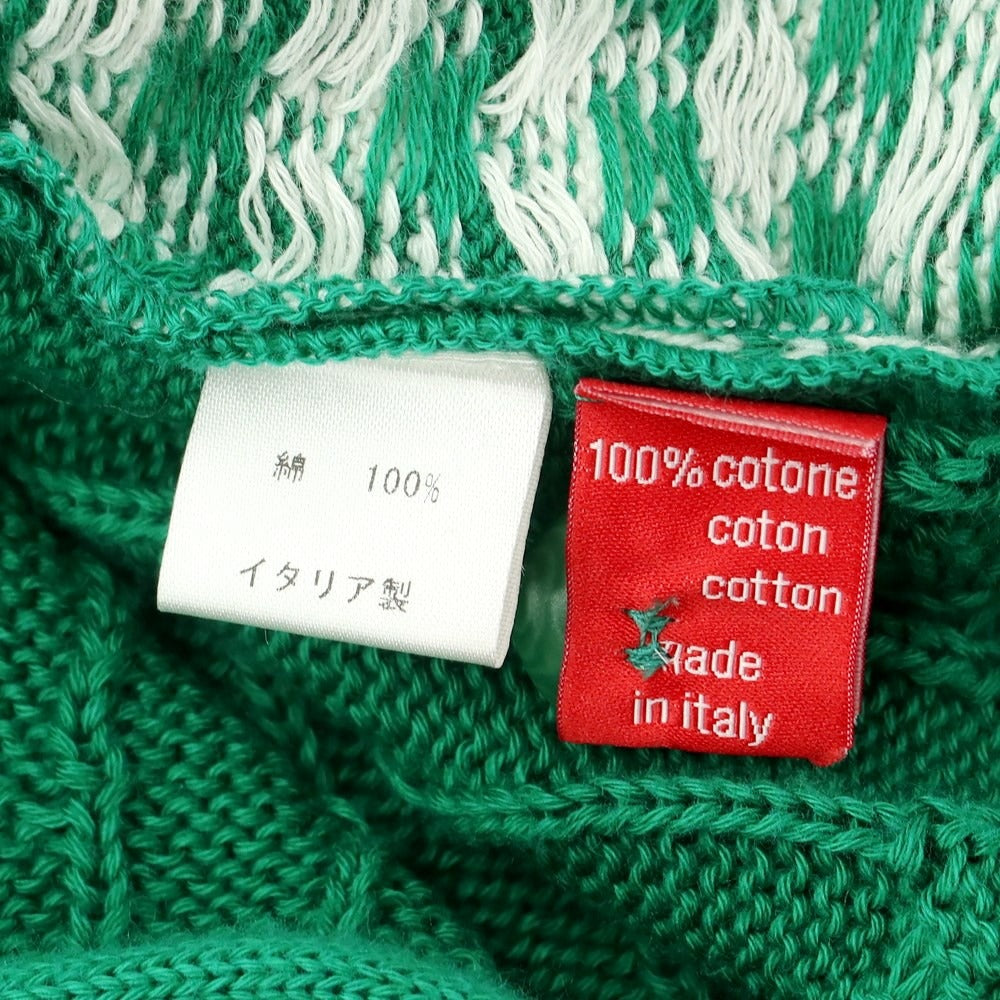 綿 100%
イタリア製
100% cotone
coton
cotton
made
in italy